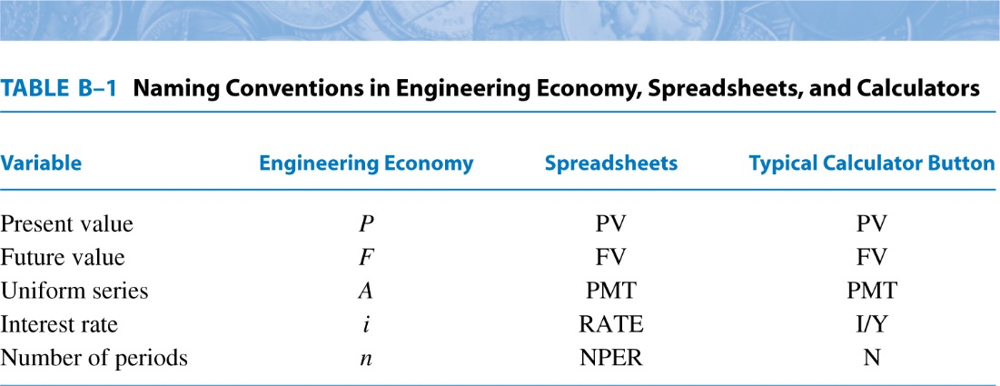 TABLE B–1 Naming Conventions in Engineering Economy, Spreadsheets, and Calculators
Variable Engineering Economy Spreadsheets Typical Calculator Button
Present value P PV PV
Future value F FV FV
Uniform series A PMT PMT
Interest rate i RATE I/Y
Number of periods n NPER N